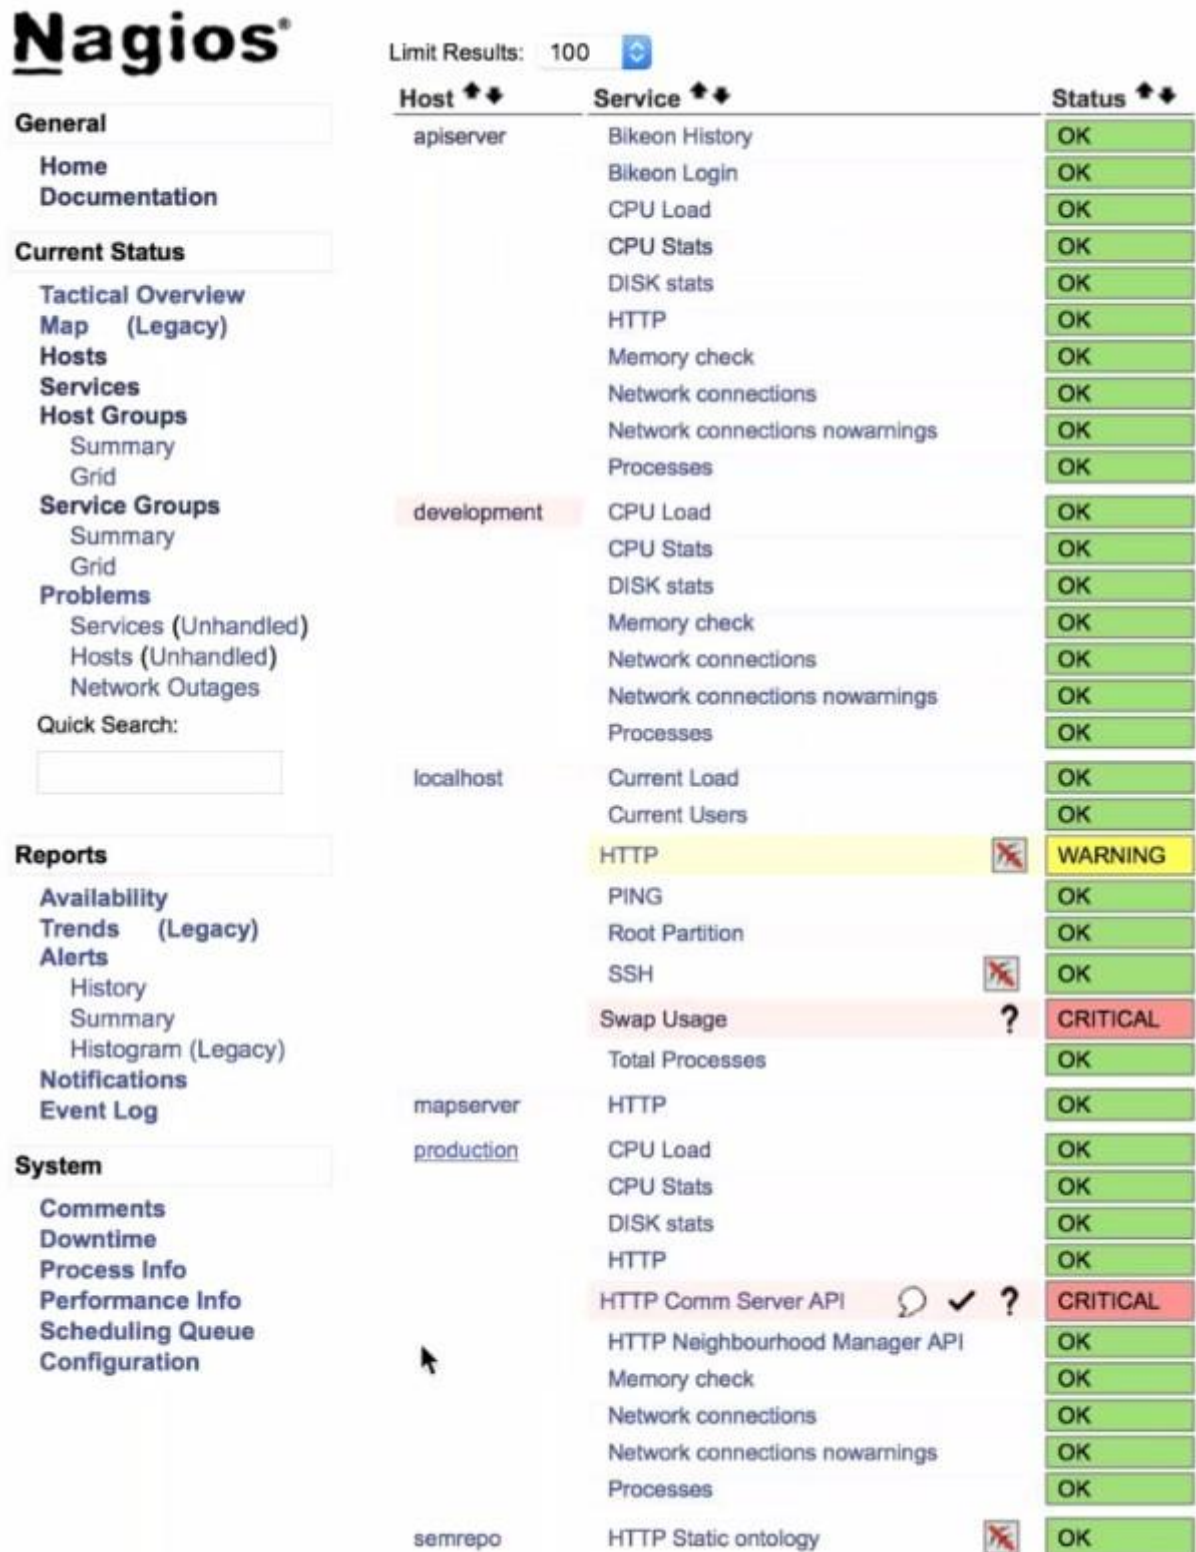 Nagios®
General
Home
Documentation
Current Status
Tactical Overview
Map (Legacy)
Hosts
Services
Host Groups
Summary
Grid
Service Groups
Summary
Grid
Problems
Services (Unhandled)
Hosts (Unhandled)
Network Outages
Quick Search:
Reports
Availability
Trends (Legacy)
Alerts
History
Summary
Histogram (Legacy)
Notifications
Event Log
System
Comments
Downtime
Process Info
Performance Info
Scheduling Queue
Configuration
Limit Results: 100
Host Service Status
apiserver Bikeon History OK
Bikeon Login OK
CPU Load OK
CPU Stats OK
DISK stats OK
HTTP OK
Memory check OK
Network connections OK
Network connections nowarnings OK
Processes OK
development CPU Load OK
CPU Stats OK
DISK stats OK
Memory check OK
Network connections OK
Network connections nowarnings OK
Processes OK
localhost Current Load OK
Current Users OK
HTTP WARNING
PING OK
Root Partition OK
SSH OK
Swap Usage ? CRITICAL
Total Processes OK
mapserver HTTP OK
production CPU Load OK
CPU Stats OK
DISK stats OK
HTTP OK
HTTP Comm Server API ? CRITICAL
HTTP Neighbourhood Manager API OK
Memory check OK
Network connections OK
Network connections nowarnings OK
Processes OK
semrepo HTTP Static ontology OK